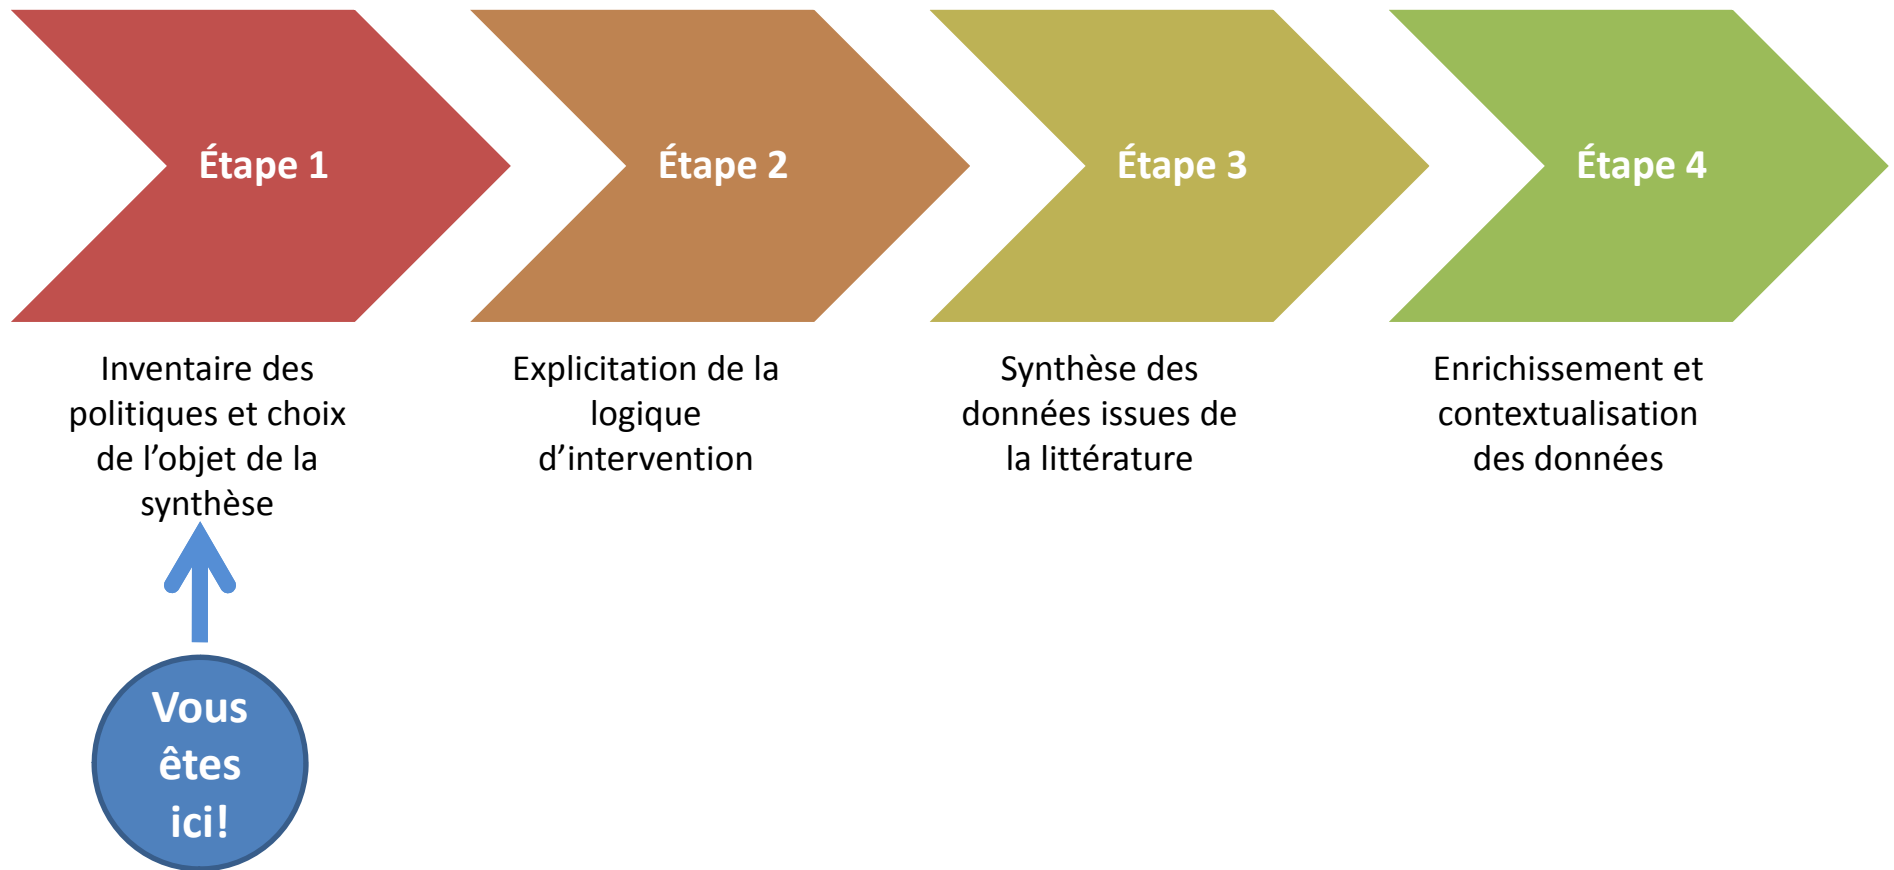 Étape 1
Étape 2
Étape 3
Étape 4
Inventaire des
politiques et choix
de l’objet de la
synthèse
Explicitation de la
logique
d’intervention
Synthèse des
données issues de
la littérature
Enrichissement et
contextualisation
des données
Vous
êtes
ici!